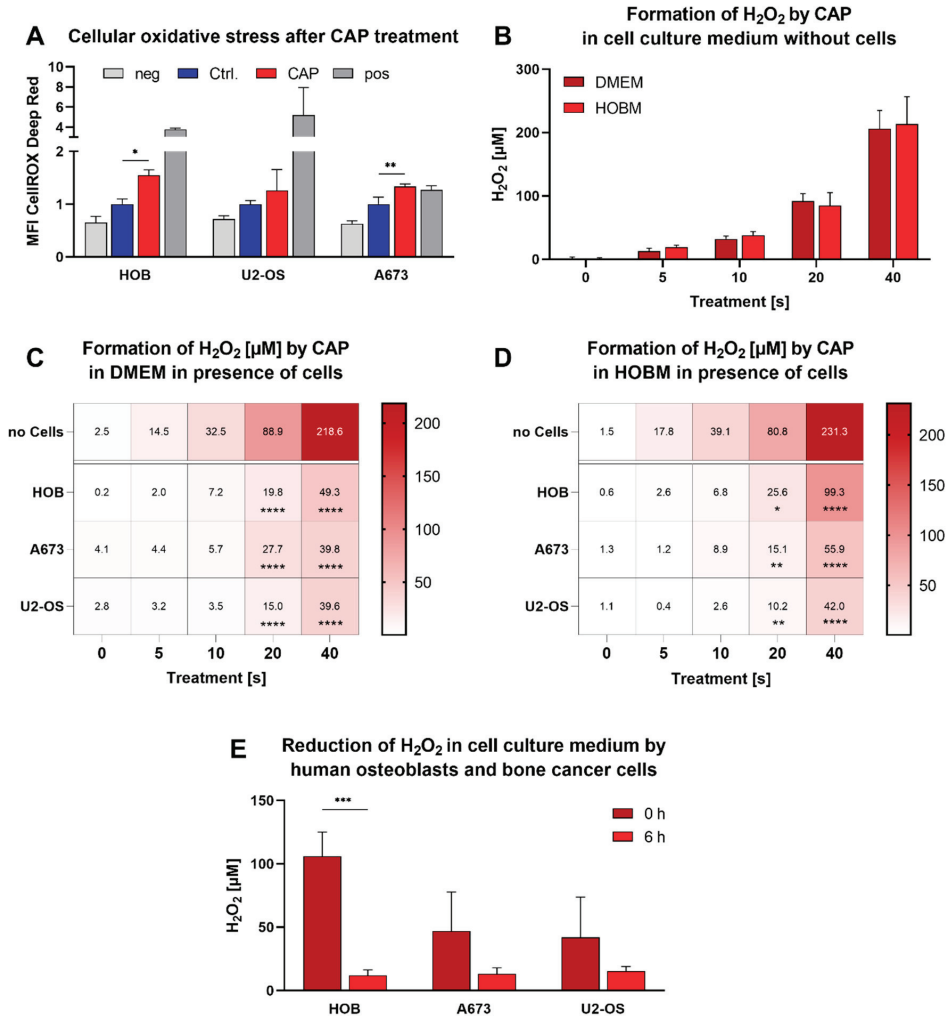 A Cellular oxidative stress after CAP treatment
neg Ctrl. CAP pos
MFI CellROX Deep Red
10
8
6
4
2
2
1
0
*
**
HOB U2-OS A673
B Formation of H₂O₂ by CAP
in cell culture medium without cells
DMEM
HOBM
H₂O₂ [µM]
300
200
100
0
0 5 10 20 40
Treatment [s]
C Formation of H₂O₂ [µM] by CAP
in DMEM in presence of cells
no Cells 2.5 14.5 32.5 88.9 218.6
HOB 0.2 2.0 7.2 19.8 49.3
**** ****
A673 4.1 4.4 5.7 27.7 39.8
**** ****
U2-OS 2.8 3.2 3.5 15.0 39.6
**** ****
0 5 10 20 40
Treatment [s]
200
150
100
50
D Formation of H₂O₂ [µM] by CAP
in HOBM in presence of cells
no Cells 1.5 17.8 39.1 80.8 231.3
HOB 0.6 2.6 6.8 25.6 99.3
* ****
A673 1.3 1.2 8.9 15.1 55.9
** ****
U2-OS 1.1 0.4 2.6 10.2 42.0
** ****
0 5 10 20 40
Treatment [s]
200
150
100
50
E Reduction of H₂O₂ in cell culture medium by
human osteoblasts and bone cancer cells
H₂O₂ [µM]
150
100
50
0
***
0 h
6 h
HOB A673 U2-OS